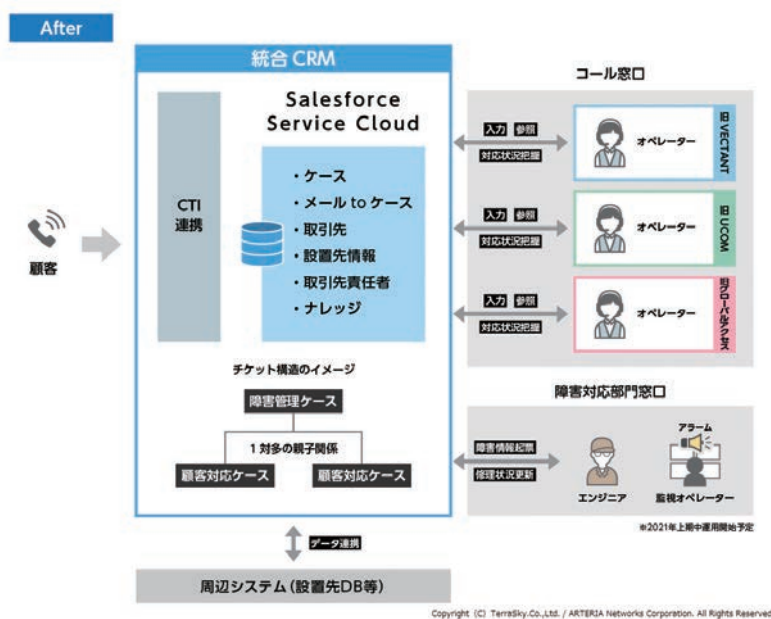 After
統合 CRM
Salesforce
Service Cloud
CTI
連携
・ケース
・メール to ケース
・取引先
・設置先情報
・取引先責任者
・ナレッジ
顧客
チケット構造のイメージ
障害管理ケース
1 対多の親子関係
顧客対応ケース
顧客対応ケース
データ連携
周辺システム(設置先DB等)
コール窓口
入力 参照
対応状況把握
オペレーター
旧 VECTANT
入力 参照
対応状況把握
オペレーター
旧 UCOM
入力 参照
対応状況把握
オペレーター
旧グローバルアクセス
障害対応部門窓口
障害情報起票
修理状況更新
エンジニア
アラーム
監視オペレーター
※2021年上期中運用開始予定
Copyright (C) TerraSky.Co.,Ltd. / ARTERIA Networks Corporation. All Rights Reserved